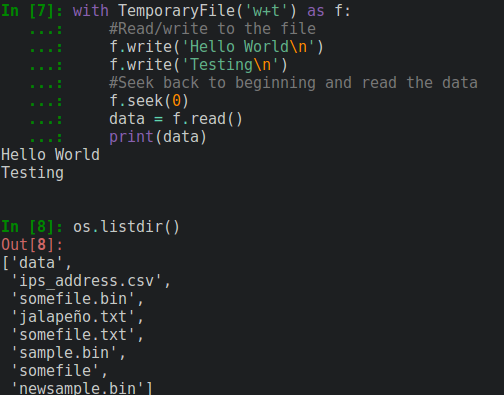 In [7]: with TemporaryFile('w+t') as f:
   ...:     #Read/write to the file
   ...:     f.write('Hello World\n')
   ...:     f.write('Testing\n')
   ...:     #Seek back to beginning and read the data
   ...:     f.seek(0)
   ...:     data = f.read()
   ...:     print(data)
Hello World
Testing
In [8]: os.listdir()
Out[8]:
['data',
 'ips_address.csv',
 'somefile.bin',
 'jalapeño.txt',
 'somefile.txt',
 'sample.bin',
 'somefile',
 'newsample.bin']